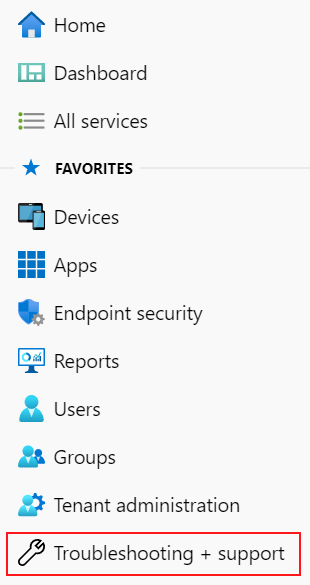 Home
Dashboard
All services
FAVORITES
Devices
Apps
Endpoint security
Reports
Users
Groups
Tenant administration
Troubleshooting + support